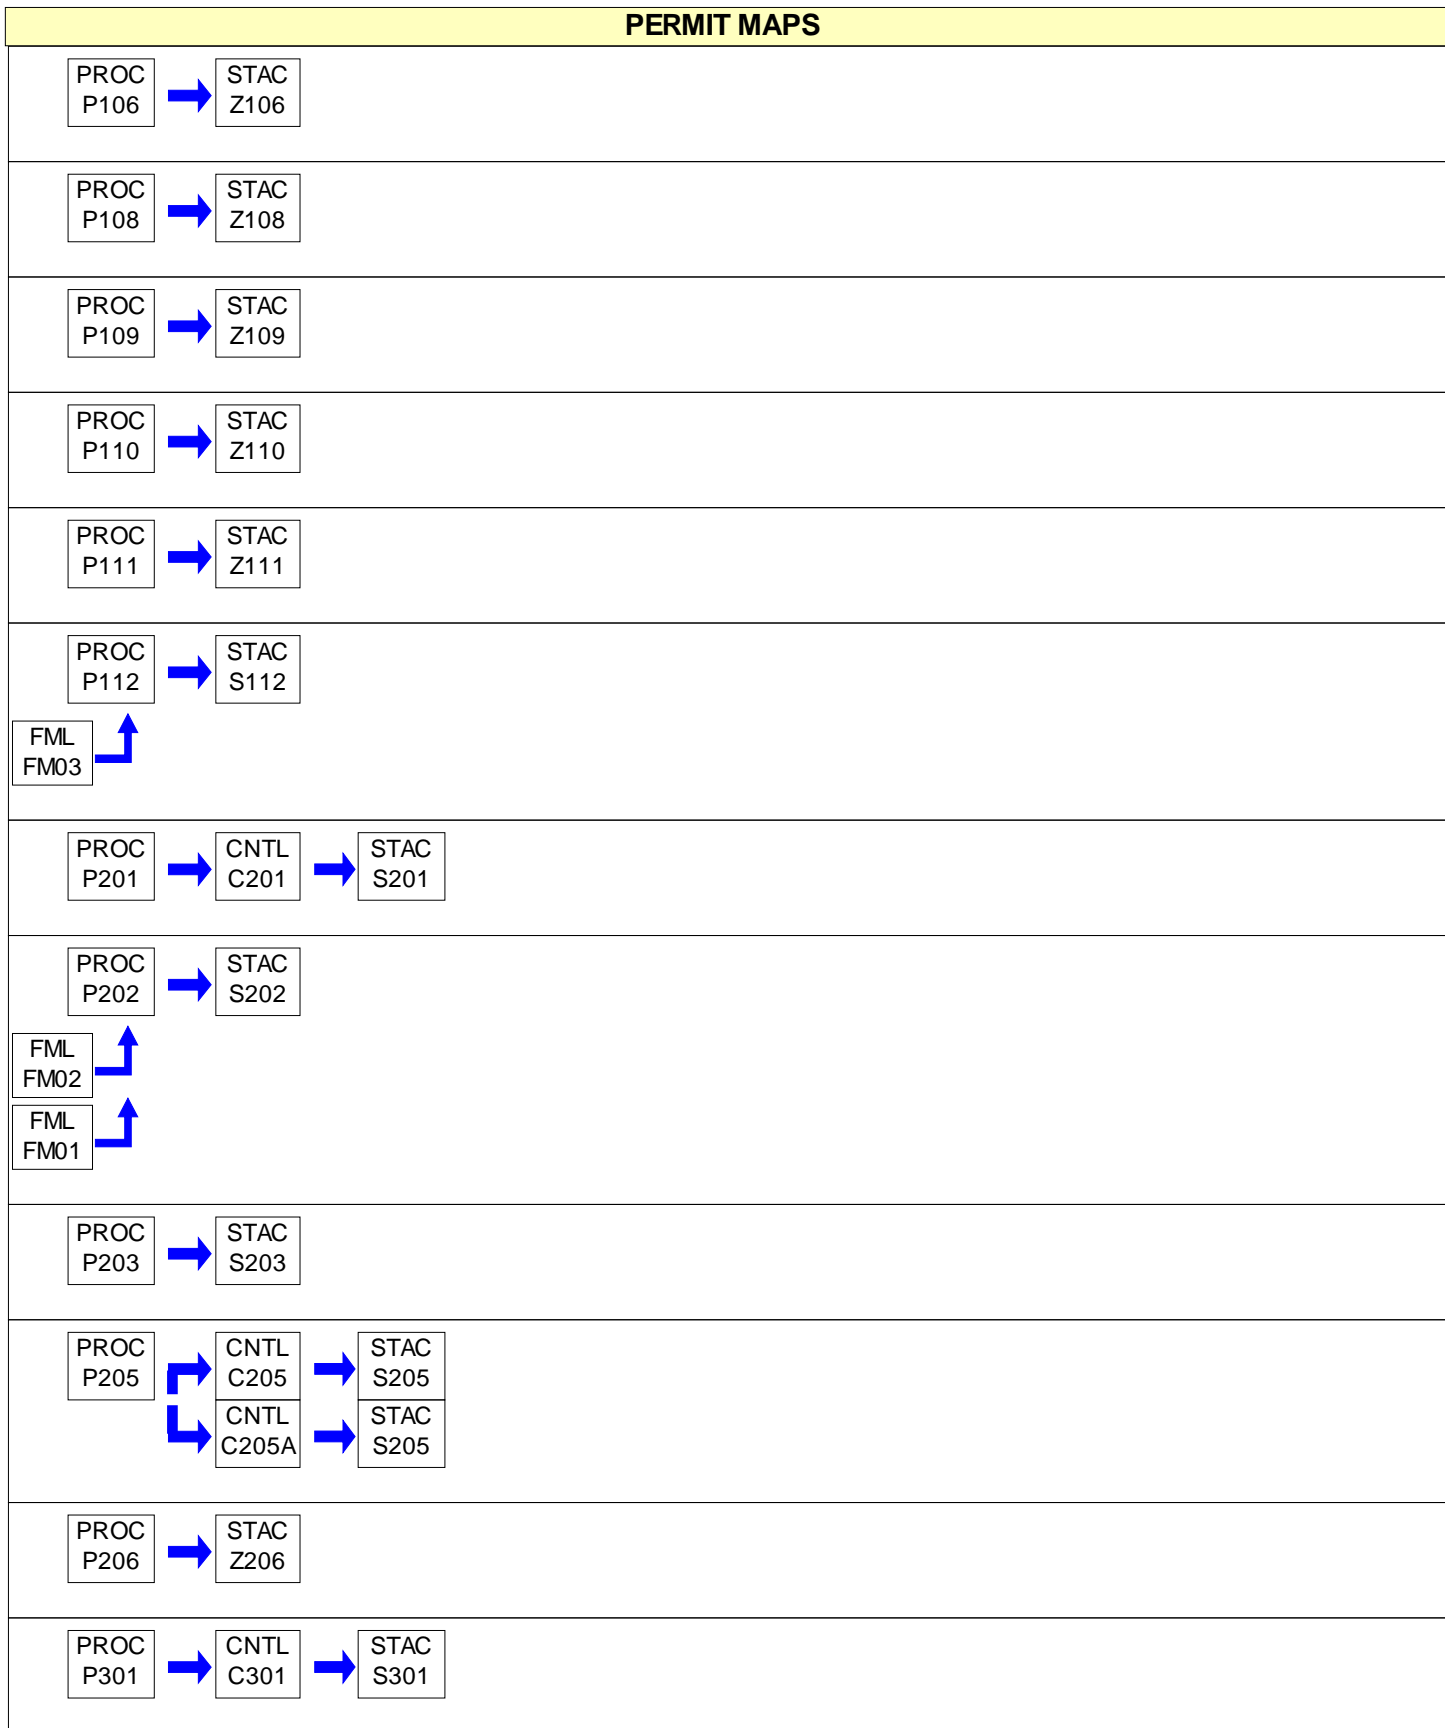 PERMIT MAPS
PROC
P106
STAC
Z106
PROC
P108
STAC
Z108
PROC
P109
STAC
Z109
PROC
P110
STAC
Z110
PROC
P111
STAC
Z111
PROC
P112
STAC
S112
FML
FM03
PROC
P201
CNTL
C201
STAC
S201
PROC
P202
STAC
S202
FML
FM02
FML
FM01
PROC
P203
STAC
S203
PROC
P205
CNTL
C205
STAC
S205
CNTL
C205A
STAC
S205
PROC
P206
STAC
Z206
PROC
P301
CNTL
C301
STAC
S301